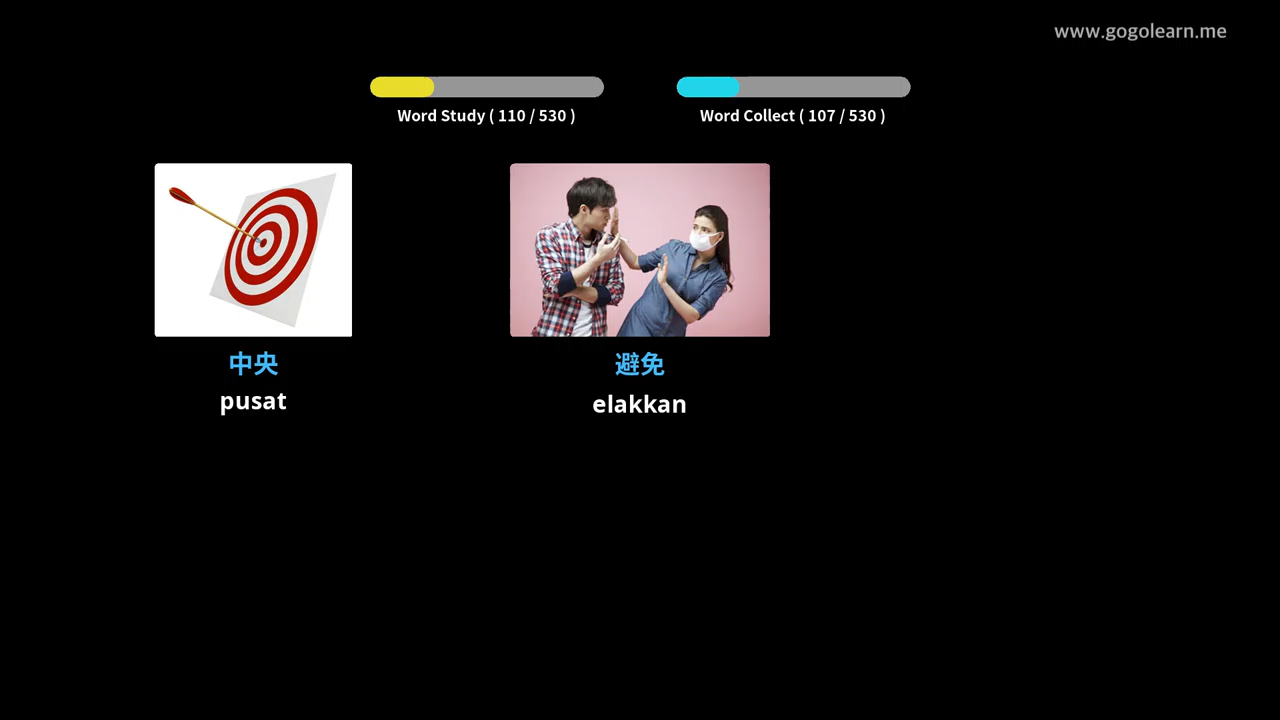 www.gogolearn.me
Word Study ( 110 / 530 )
Word Collect ( 107 / 530 )
中央
避免
pusat
elakkan